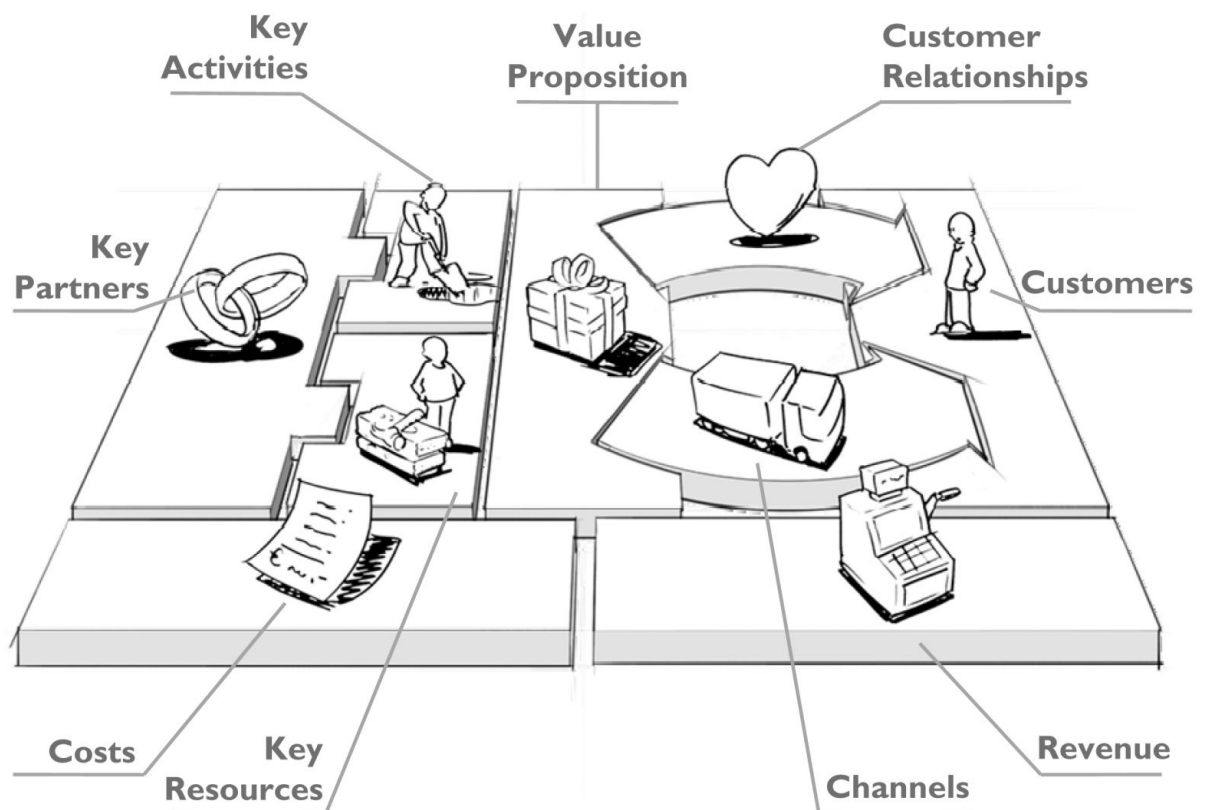 Key
Activities
Value
Proposition
Customer
Relationships
Key
Partners
Customers
Costs
Key
Resources
Channels
Revenue